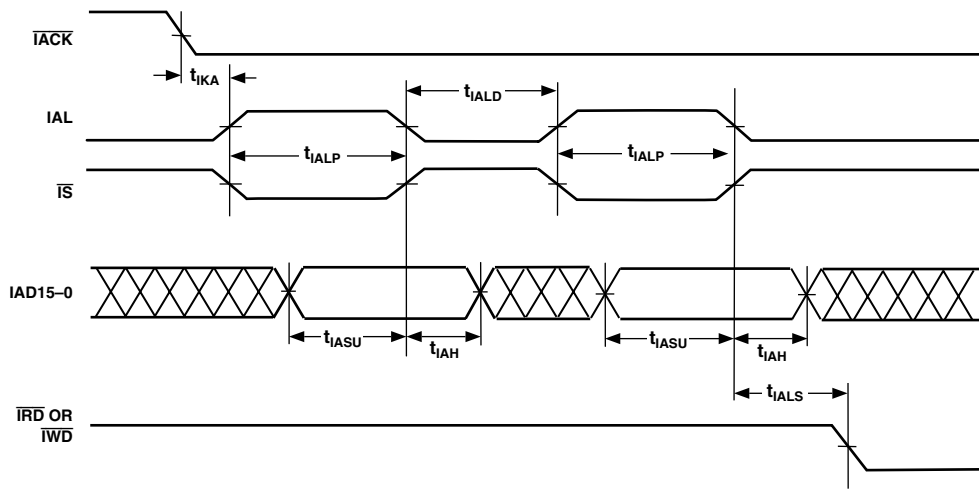 IACK
tIKA
tIALD
IAL
tIALP tIALP
IS
IAD15–0
tIASU tIASU
tIAH tIAH
tIALS
IRD OR
IWD